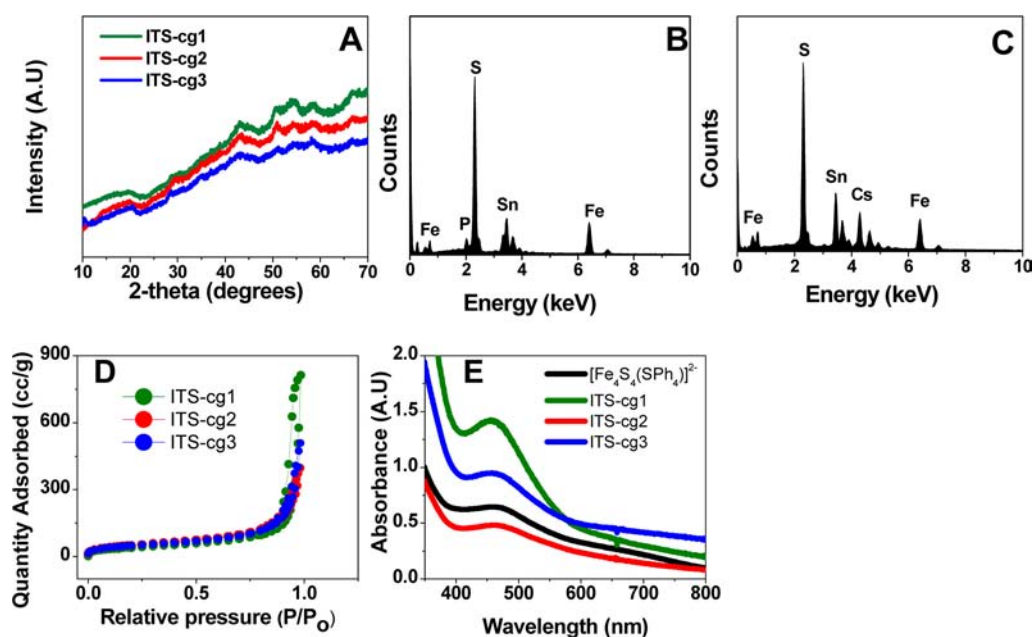 A
ITS-cg1
ITS-cg2
ITS-cg3
Intensity (A.U)
10 20 30 40 50 60 70
2-theta (degrees)
B
S
Fe
P
Sn
Fe
Counts
0 2 4 6 8 10
Energy (keV)
C
S
Fe
Sn
Cs
Fe
Counts
0 2 4 6 8 10
Energy (keV)
D
ITS-cg1
ITS-cg2
ITS-cg3
900
600
300
0
Quantity Adsorbed (cc/g)
0.0 0.5 1.0
Relative pressure (P/Po)
E
[Fe4S4(SPh4)]2-
ITS-cg1
ITS-cg2
ITS-cg3
2.0
1.5
1.0
0.5
0.0
Absorbance (A.U)
400 500 600 700 800
Wavelength (nm)